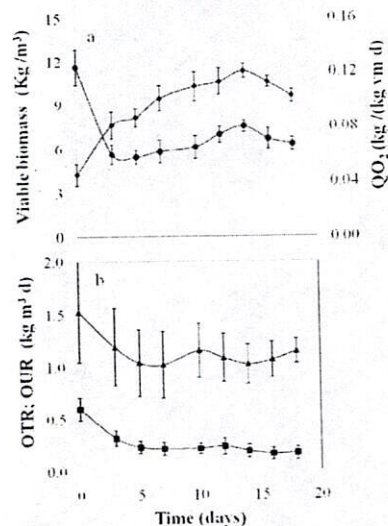 a
Viable biomass (Kg /m³)
15
12
9
6
3
0
0.16
0.12
0.08
0.04
0.00
QO₂ (kg /(kgvm d)
b
OTR; OUR (kg m³ d)
2.0
1.5
1.0
0.5
0.0
0 5 10 15 20
Time (days)